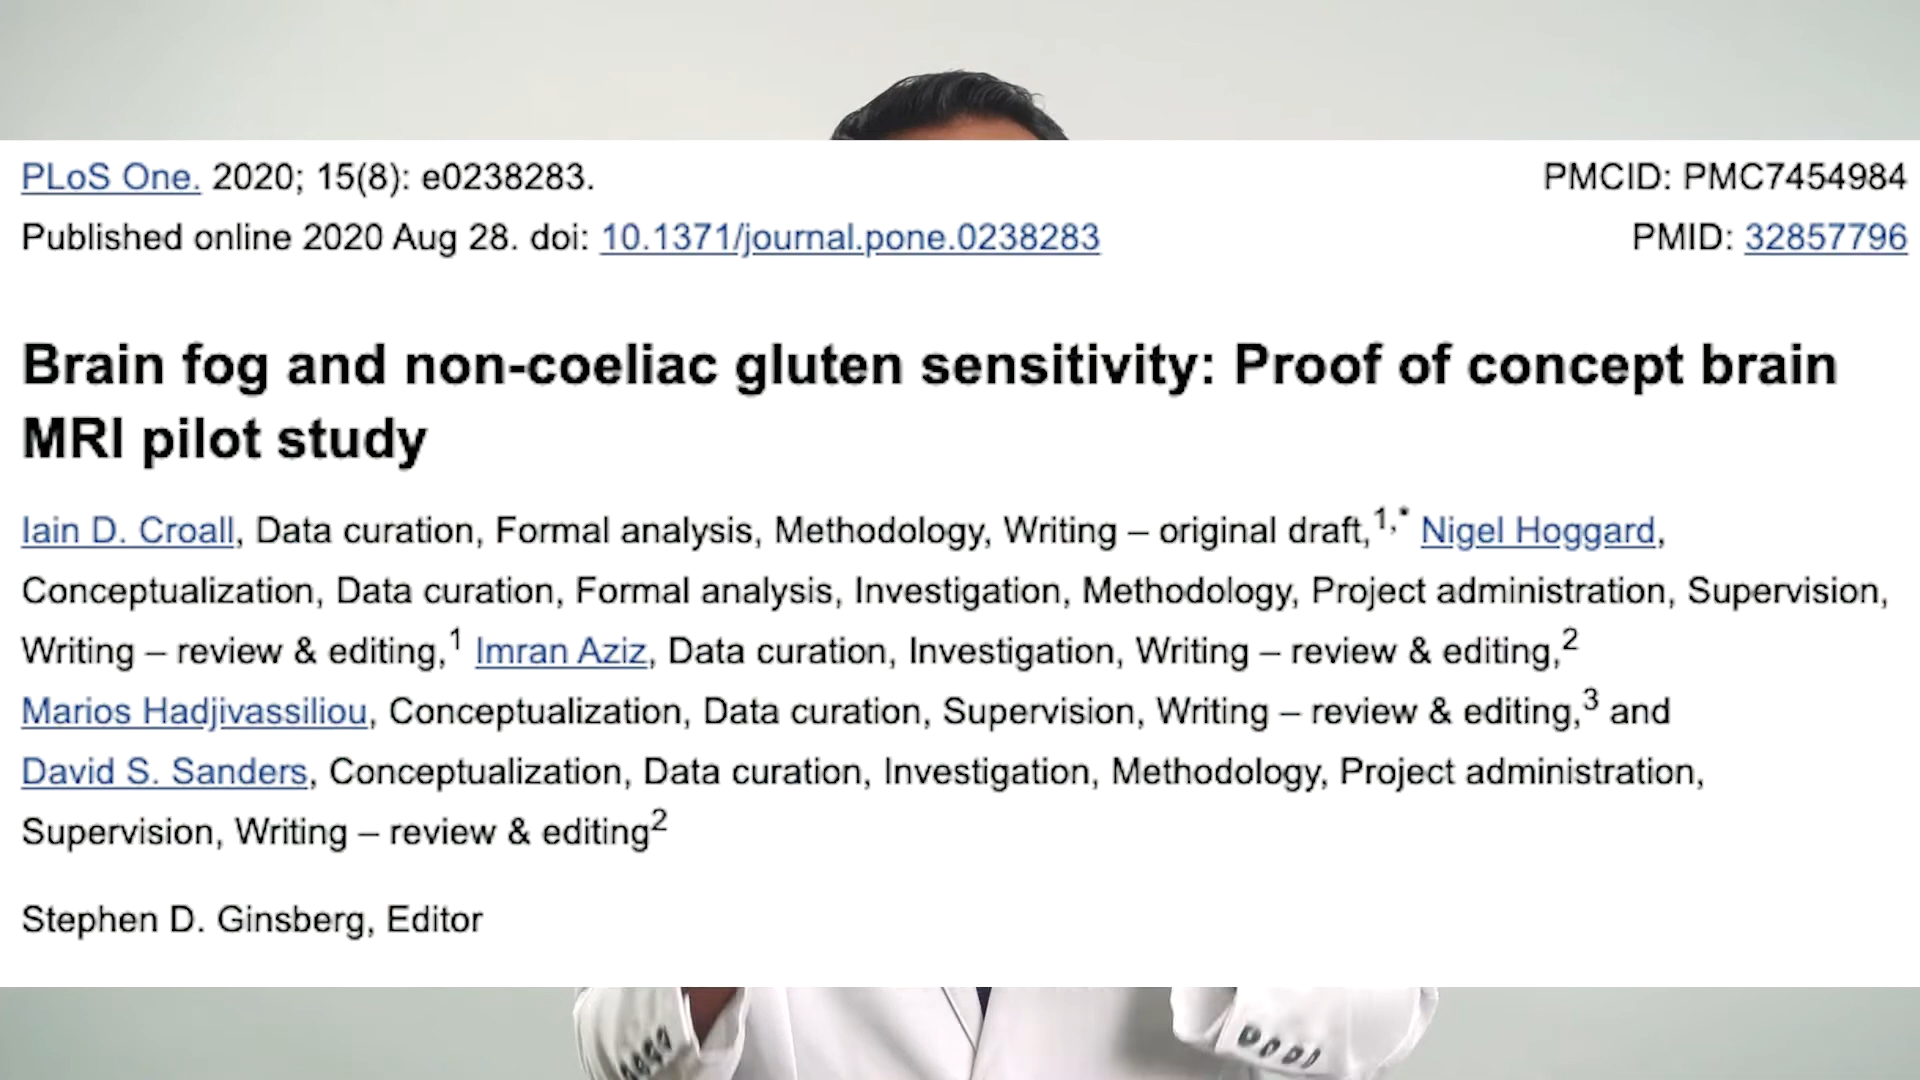 PLoS One. 2020; 15(8): e0238283.
PMCID: PMC7454984
Published online 2020 Aug 28. doi: 10.1371/journal.pone.0238283
PMID: 32857796
Brain fog and non-coeliac gluten sensitivity: Proof of concept brain
MRI pilot study
Iain D. Croall, Data curation, Formal analysis, Methodology, Writing – original draft,1,* Nigel Hoggard,
Conceptualization, Data curation, Formal analysis, Investigation, Methodology, Project administration, Supervision,
Writing – review & editing,1 Imran Aziz, Data curation, Investigation, Writing – review & editing,2
Marios Hadjivassiliou, Conceptualization, Data curation, Supervision, Writing – review & editing,3 and
David S. Sanders, Conceptualization, Data curation, Investigation, Methodology, Project administration,
Supervision, Writing – review & editing2
Stephen D. Ginsberg, Editor